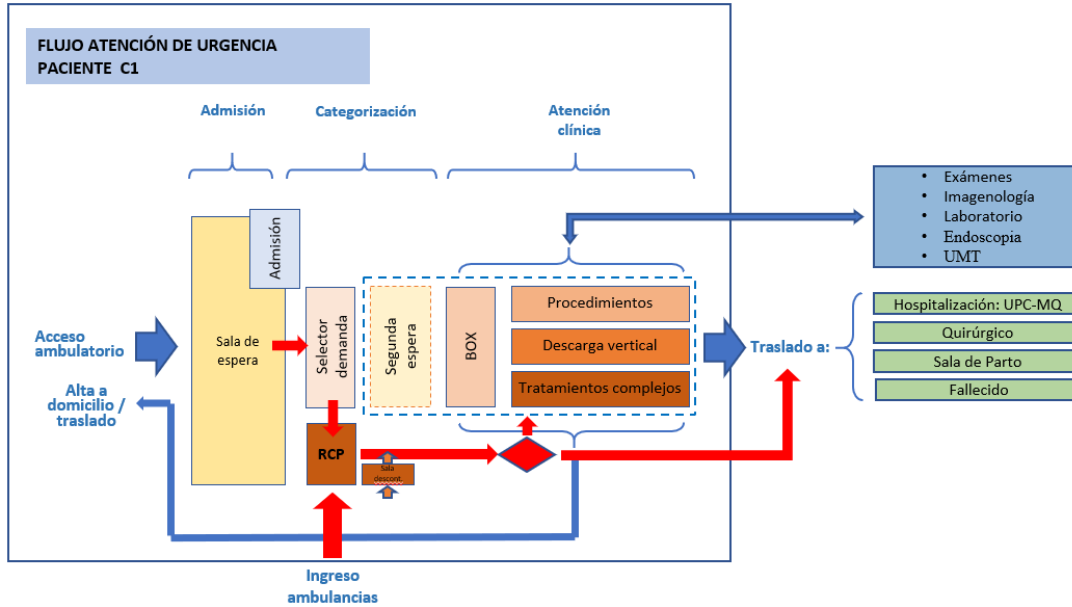 FLUJO ATENCIÓN DE URGENCIA
PACIENTE C1
Admisión
Categorización
Atención
clínica
Admisión
Sala de
espera
Selector
demanda
Segunda
espera
BOX
Procedimientos
Descarga vertical
Tratamientos complejos
RCP
Sala
descont.
Acceso
ambulatorio
Alta a
domicilio /
traslado
Ingreso
ambulancias
• Exámenes
• Imagenología
• Laboratorio
• Endoscopia
• UMT
Traslado a:
Hospitalización: UPC-MQ
Quirúrgico
Sala de Parto
Fallecido